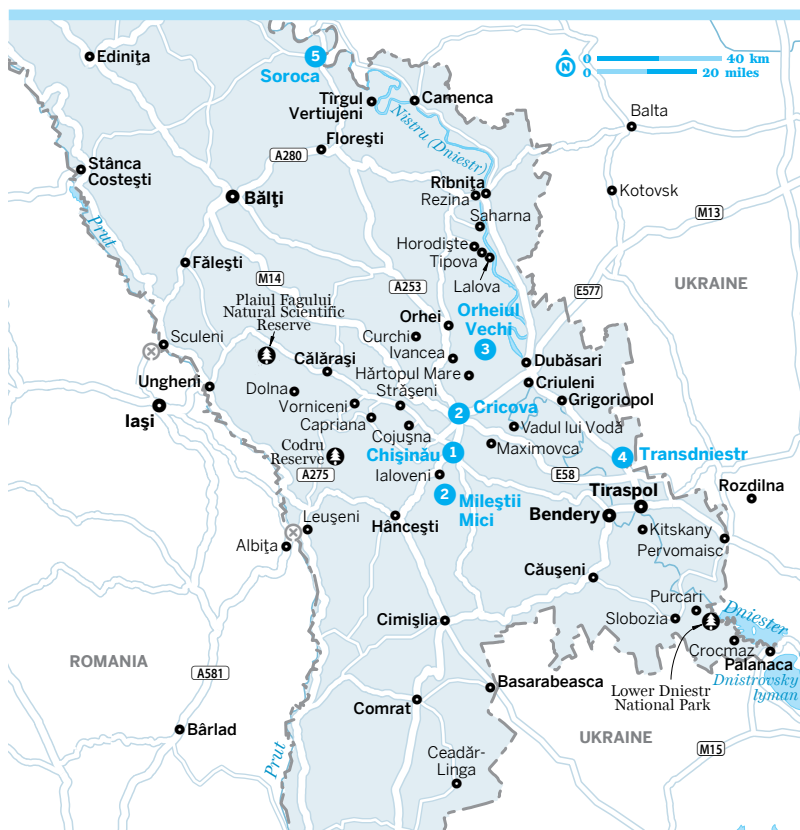 Ediniţa
5
Soroca
0
40 km
N
0
20 miles
Tîrgul
Vertiujeni
Camenca
Nistru (Dniestr)
Balta
Floreşti
A280
Stânca
Costeşti
Rîbniţa
Rezina
Kotovsk
Bălţi
M13
Saharna
Prut
Horodişte
Tipova
Lalova
Făleşti
M14
A253
E577
UKRAINE
Plaiul Fagului
Natural Scientific
Reserve
Orheiul
Vechi
3
Orhei
Curchi
Ivancea
Sculeni
Hărtopul Mare
Dubăsari
Călăraşi
Criuleni
Ungheni
Dolna
Străşeni
Grigoriopol
Iaşi
Vorniceni
2
Cricova
Capriana
Cojuşna
Vadul lui Vodă
Maximovca
Codru
Reserve
Chişinău
1
4
Transdniestr
A275
Ialoveni
E58
Rozdilna
2
Mileştii
Mici
Tiraspol
Bendery
Leuşeni
Hânceşti
Kitskany
Albiţa
Pervomaisc
Căuşeni
Purcari
Dniester
Cimişlia
Slobozia
Crocmaz
Palanaca
ROMANIA
A581
Dnistrovsky
lyman
Lower Dniestr
National Park
Basarabeasca
Comrat
Bârlad
UKRAINE
M15
Prut
Ceadăr-
Linga